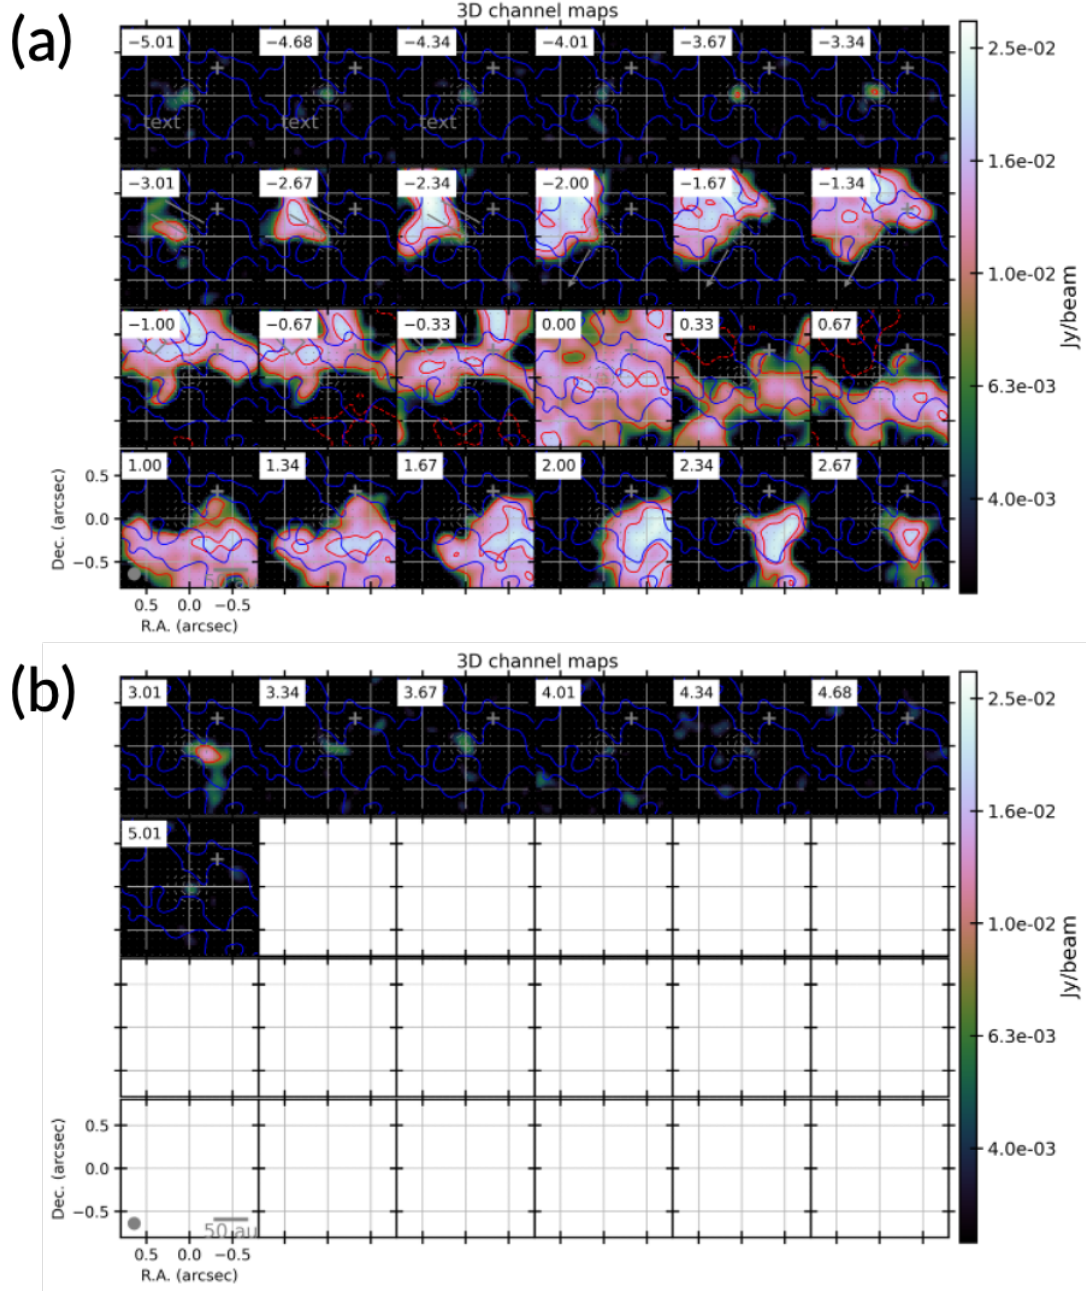 (a)
3D channel maps
−5.01 −4.68 −4.34 −4.01 −3.67 −3.34
text text text
−3.01 −2.67 −2.34 −2.00 −1.67 −1.34
−1.00 −0.67 −0.33 0.00 0.33 0.67
1.00 1.34 1.67 2.00 2.34 2.67
0.5
0.0
−0.5
Dec. (arcsec)
0.5 0.0 −0.5
R.A. (arcsec)
2.5e-02
1.6e-02
1.0e-02
6.3e-03
4.0e-03
Jy/beam
(b)
3D channel maps
3.01 3.34 3.67 4.01 4.34 4.68
5.01
0.5
0.0
−0.5
Dec. (arcsec)
50 au
0.5 0.0 −0.5
R.A. (arcsec)
2.5e-02
1.6e-02
1.0e-02
6.3e-03
4.0e-03
Jy/beam